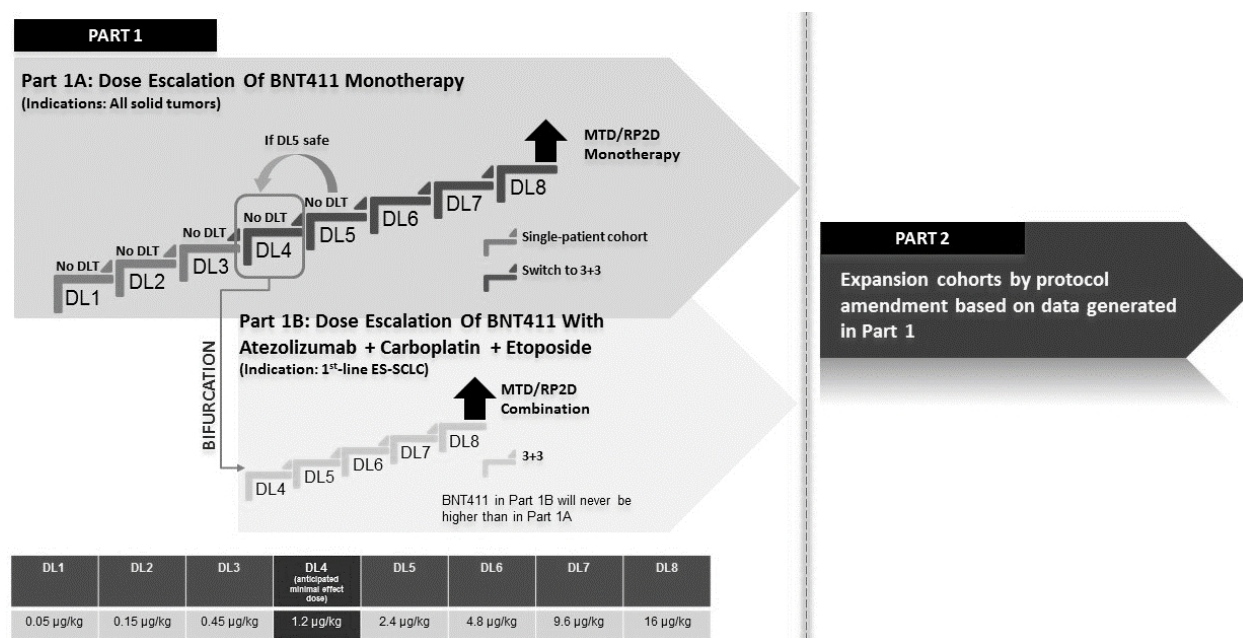 PART 1
Part 1A: Dose Escalation Of BNT411 Monotherapy
(Indications: All solid tumors)
If DL5 safe
MTD/RP2D
Monotherapy
No DLT
No DLT
No DLT
No DLT
No DLT
DL1
DL2
DL3
DL4
DL5
DL6
DL7
DL8
Single-patient cohort
Switch to 3+3
BIFURCATION
Part 1B: Dose Escalation Of BNT411 With
Atezolizumab + Carboplatin + Etoposide
(Indication: 1st-line ES-SCLC)
MTD/RP2D
Combination
DL4
DL5
DL6
DL7
DL8
3+3
BNT411 in Part 1B will never be
higher than in Part 1A
PART 2
Expansion cohorts by protocol
amendment based on data generated
in Part 1
DL1 DL2 DL3 DL4 DL5 DL6 DL7 DL8
(anticipated
minimal effect
dose)
0.05 µg/kg 0.15 µg/kg 0.45 µg/kg 1.2 µg/kg 2.4 µg/kg 4.8 µg/kg 9.6 µg/kg 16 µg/kg